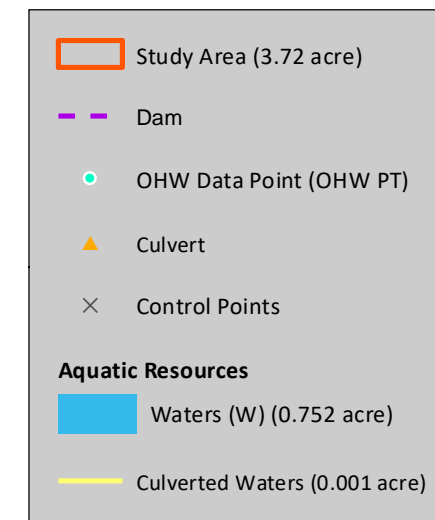 Study Area (3.72 acre)
Dam
OHW Data Point (OHW PT)
Culvert
Control Points
Aquatic Resources
Waters (W) (0.752 acre)
Culverted Waters (0.001 acre)